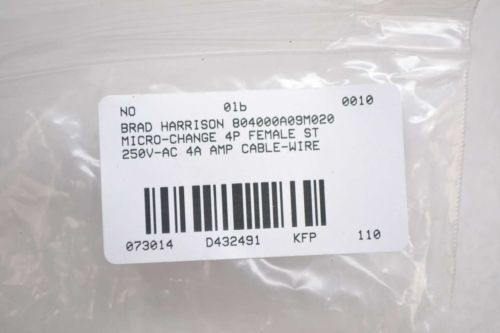 NO 01b 0010
BRAD HARRISON 804000A09M020
MICRO-CHANGE 4P FEMALE ST
250V-AC 4A AMP CABLE-WIRE
073014 D432491 KFP 110